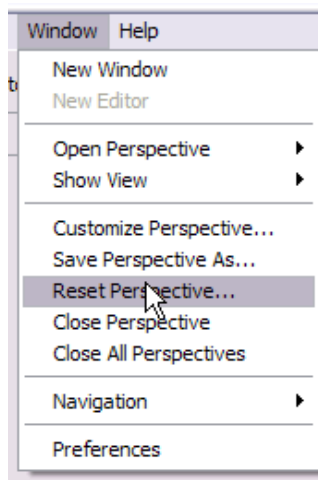 Window Help
New Window
New Editor
Open Perspective
Show View
Customize Perspective...
Save Perspective As...
Reset Perspective...
Close Perspective
Close All Perspectives
Navigation
Preferences